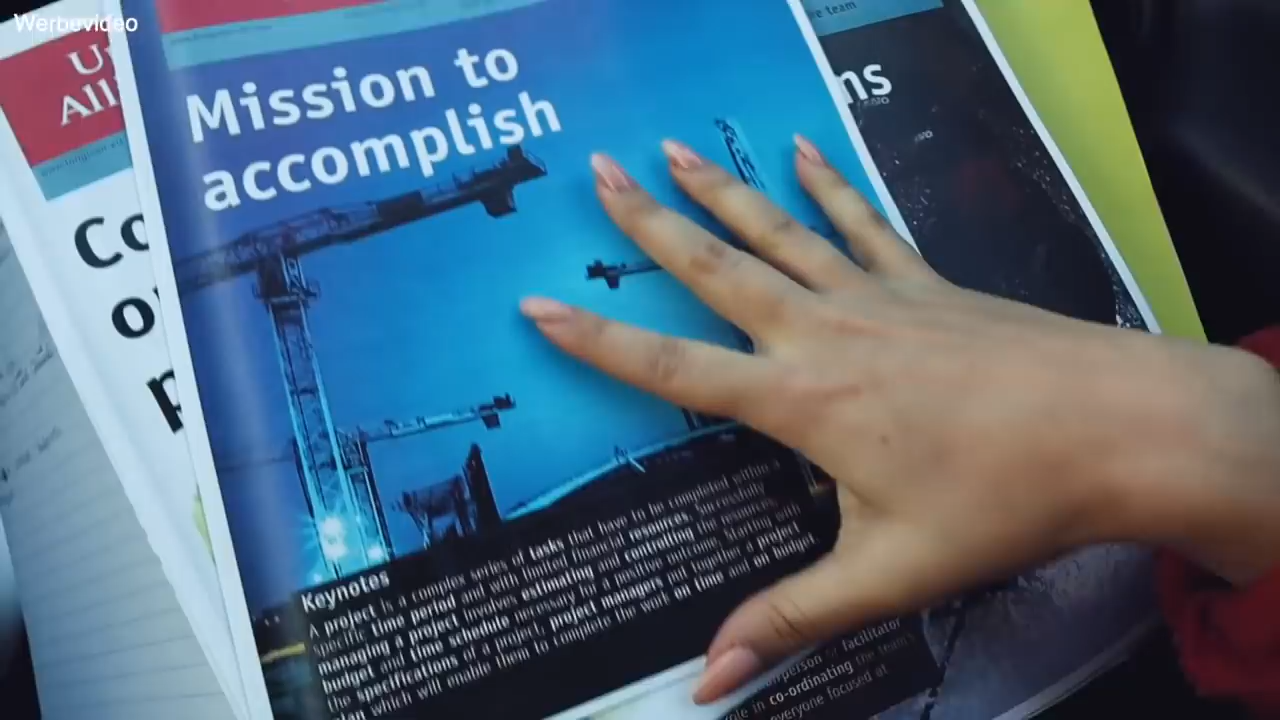 Werbevideo
Mission to
accomplish
Keynotes
A project is a complex series of tasks that have to be completed within a
specific time period and with limited financial resources. Successfully
managing a project involves estimating and controlling the resources,
budget and time schedule necessary for a positive outcome. Meeting
the specifications of a project, project managers put together a project
plan which will enable them to complete the work on time and on budget
e team
ns
U
All
Co
o
p
person or facilitator
role in co-ordinating the team's
everyone focused at